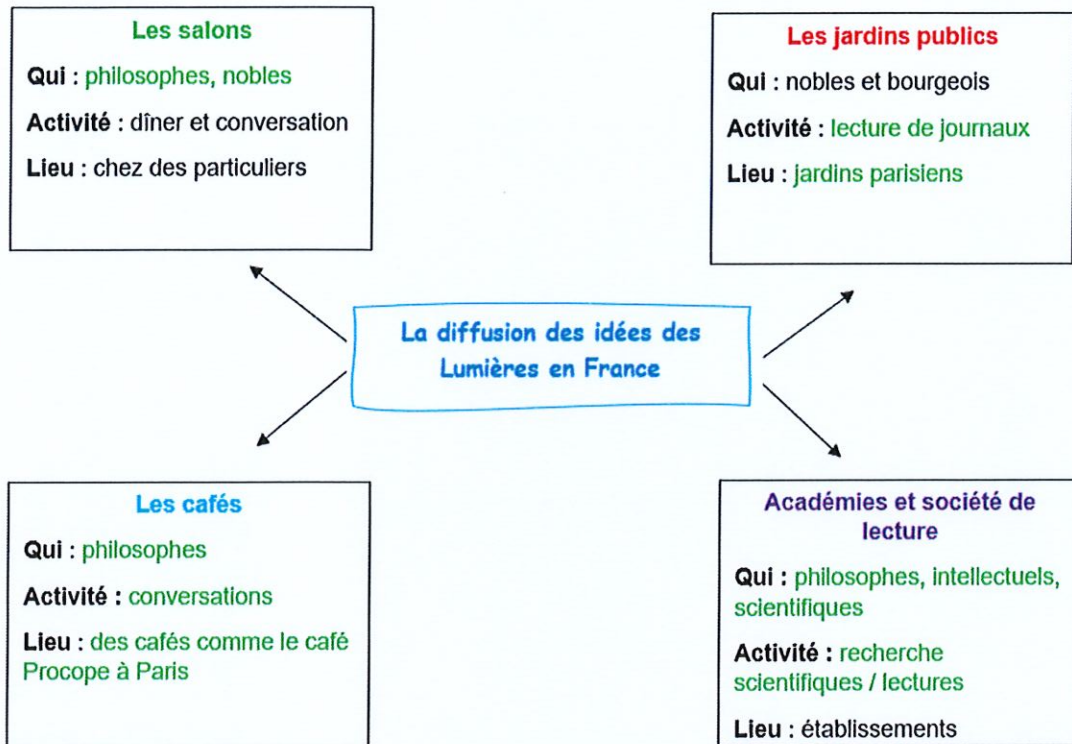 Les salons
Qui : philosophes, nobles
Activité : dîner et conversation
Lieu : chez des particuliers
Les jardins publics
Qui : nobles et bourgeois
Activité : lecture de journaux
Lieu : jardins parisiens
La diffusion des idées des
Lumières en France
Les cafés
Qui : philosophes
Activité : conversations
Lieu : des cafés comme le café
Procope à Paris
Académies et société de
lecture
Qui : philosophes, intellectuels,
scientifiques
Activité : recherche
scientifiques / lectures
Lieu : établissements